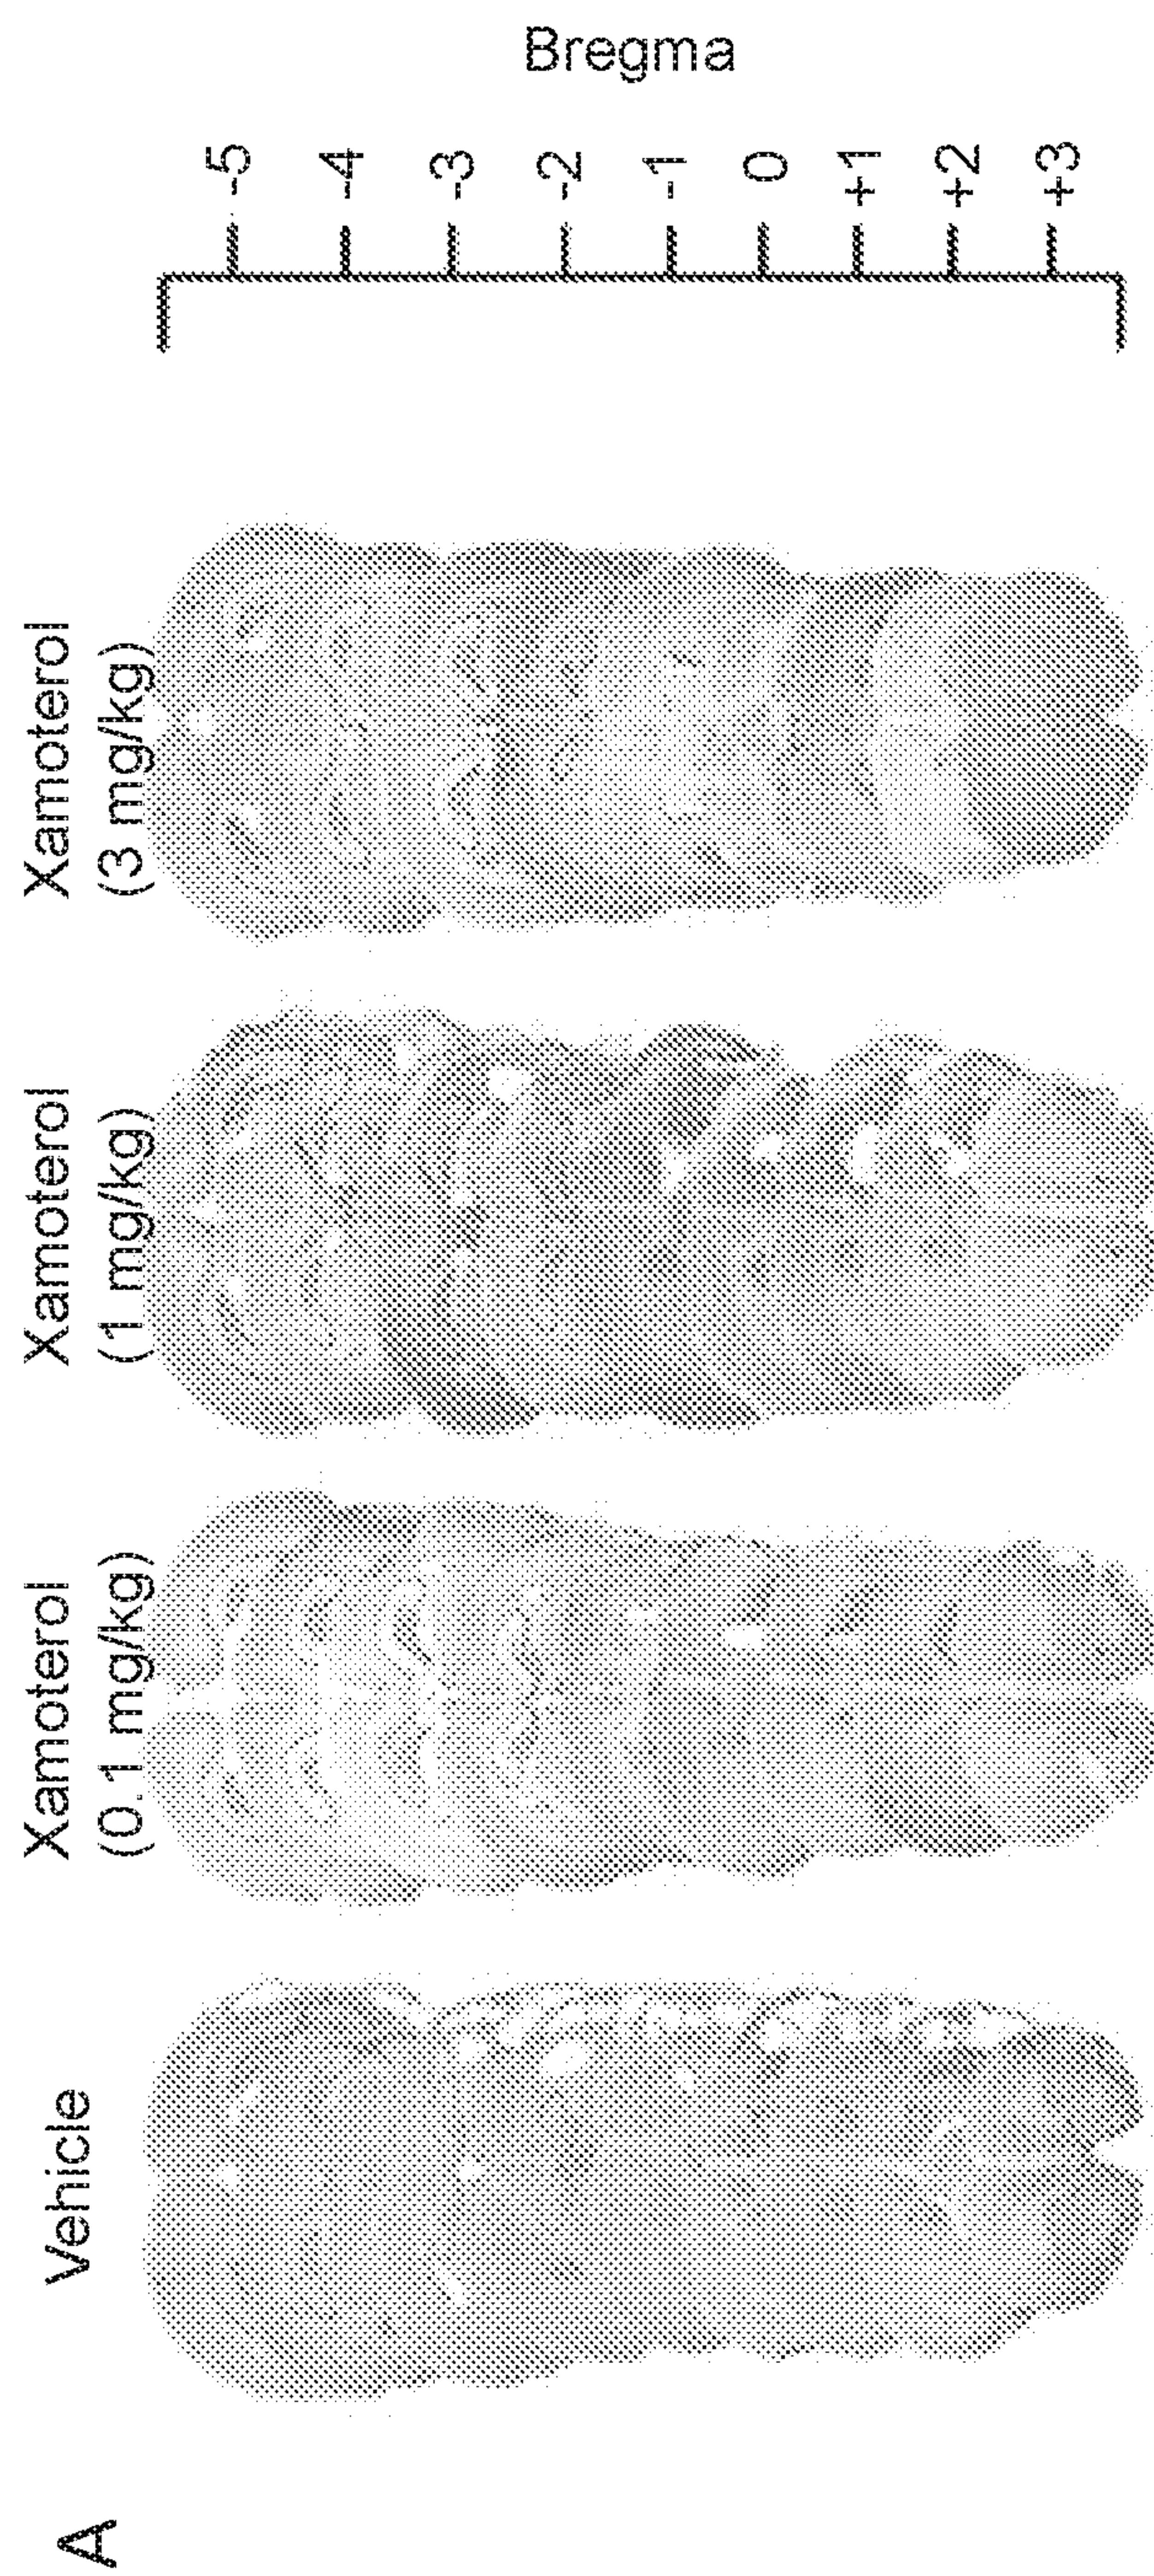 A
Vehicle
Xamoterol
(0.1 mg/kg)
Xamoterol
(1 mg/kg)
Xamoterol
(3 mg/kg)
-5
-4
-3
-2
-1
0
+1
+2
+3
Bregma